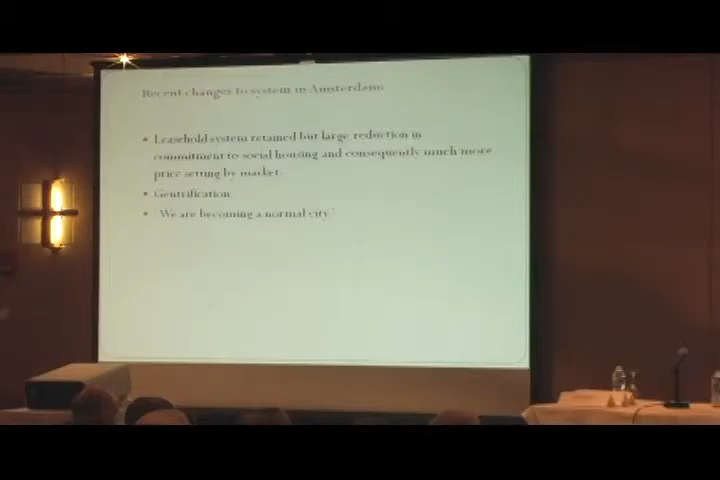 Recent changes to system in Amsterdam
• Leasehold system retained but large reduction in
commitment to social housing and consequently much more
price setting by market.
• Gentrification
• 'We are becoming a normal city'